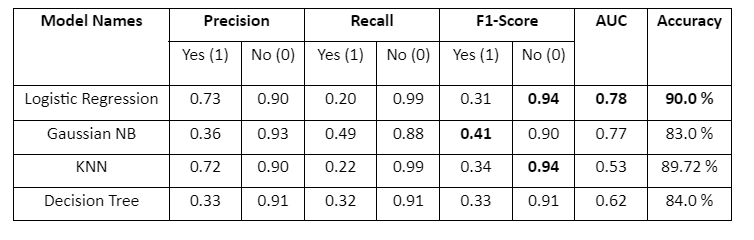 Model Names Precision Recall F1-Score AUC Accuracy
Yes (1) No (0) Yes (1) No (0) Yes (1) No (0)
Logistic Regression 0.73 0.90 0.20 0.99 0.31 0.94 0.78 90.0 %
Gaussian NB 0.36 0.93 0.49 0.88 0.41 0.90 0.77 83.0 %
KNN 0.72 0.90 0.22 0.99 0.34 0.94 0.53 89.72 %
Decision Tree 0.33 0.91 0.32 0.91 0.33 0.91 0.62 84.0 %